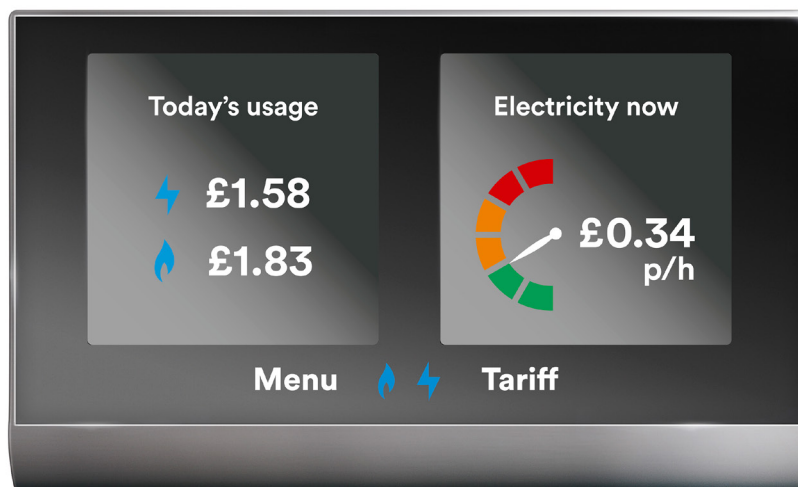 Today's usage
£1.58
£1.83
Electricity now
£0.34
p/h
Menu
Tariff